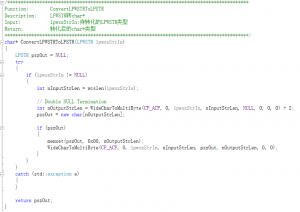 /************************************************************************
Function:       ConvertLPWSTRToLPSTR
Description:    LPWSTR转char*
Input:          lpwszStrIn:待转化的LPWSTR类型
Return:         转化后的char*类型
************************************************************************/
char* ConvertLPWSTRToLPSTR(LPWSTR lpwszStrIn)
{
    LPSTR pszOut = NULL;
    try
    {
        if (lpwszStrIn != NULL)
        {
            int nInputStrLen = wcslen(lpwszStrIn);
            // Double NULL Termination
            int nOutputStrLen = WideCharToMultiByte(CP_ACP, 0, lpwszStrIn, nInputStrLen, NULL, 0, 0, 0) + 2;
            pszOut = new char[nOutputStrLen];
            if (pszOut)
            {
                memset(pszOut, 0x00, nOutputStrLen);
                WideCharToMultiByte(CP_ACP, 0, lpwszStrIn, nInputStrLen, pszOut, nOutputStrLen, 0, 0);
            }
        }
    }
    catch (std::exception e)
    {
    }
    return pszOut;
}